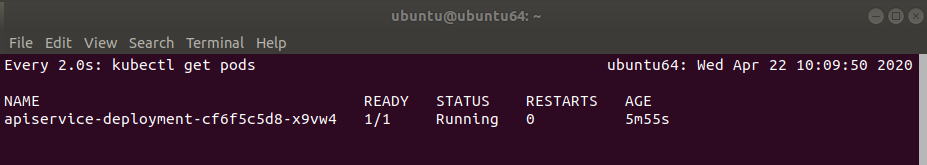 ubuntu@ubuntu64: ~
File Edit View Search Terminal Help
Every 2.0s: kubectl get pods ubuntu64: Wed Apr 22 10:09:50 2020
NAME READY STATUS RESTARTS AGE
apiservice-deployment-cf6f5c5d8-x9vw4 1/1 Running 0 5m55s